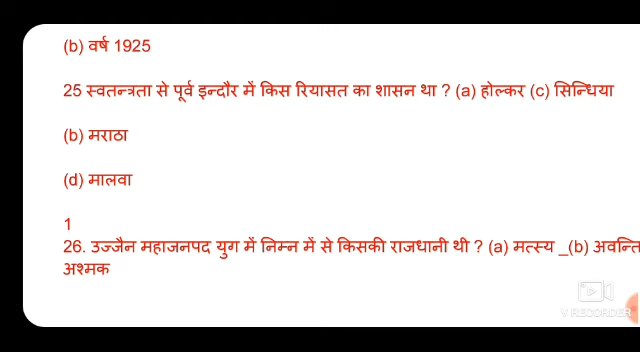 (b) वर्ष 1925
25 स्वतन्त्रता से पूर्व इन्दौर में किस रियासत का शासन था ? (a) होल्कर (c) सिन्धिया
(b) मराठा
(d) मालवा
1
26. उज्जैन महाजनपद युग में निम्न में से किसकी राजधानी थी ? (a) मत्स्य _(b) अवन्ति
अश्मक
V RECORDER